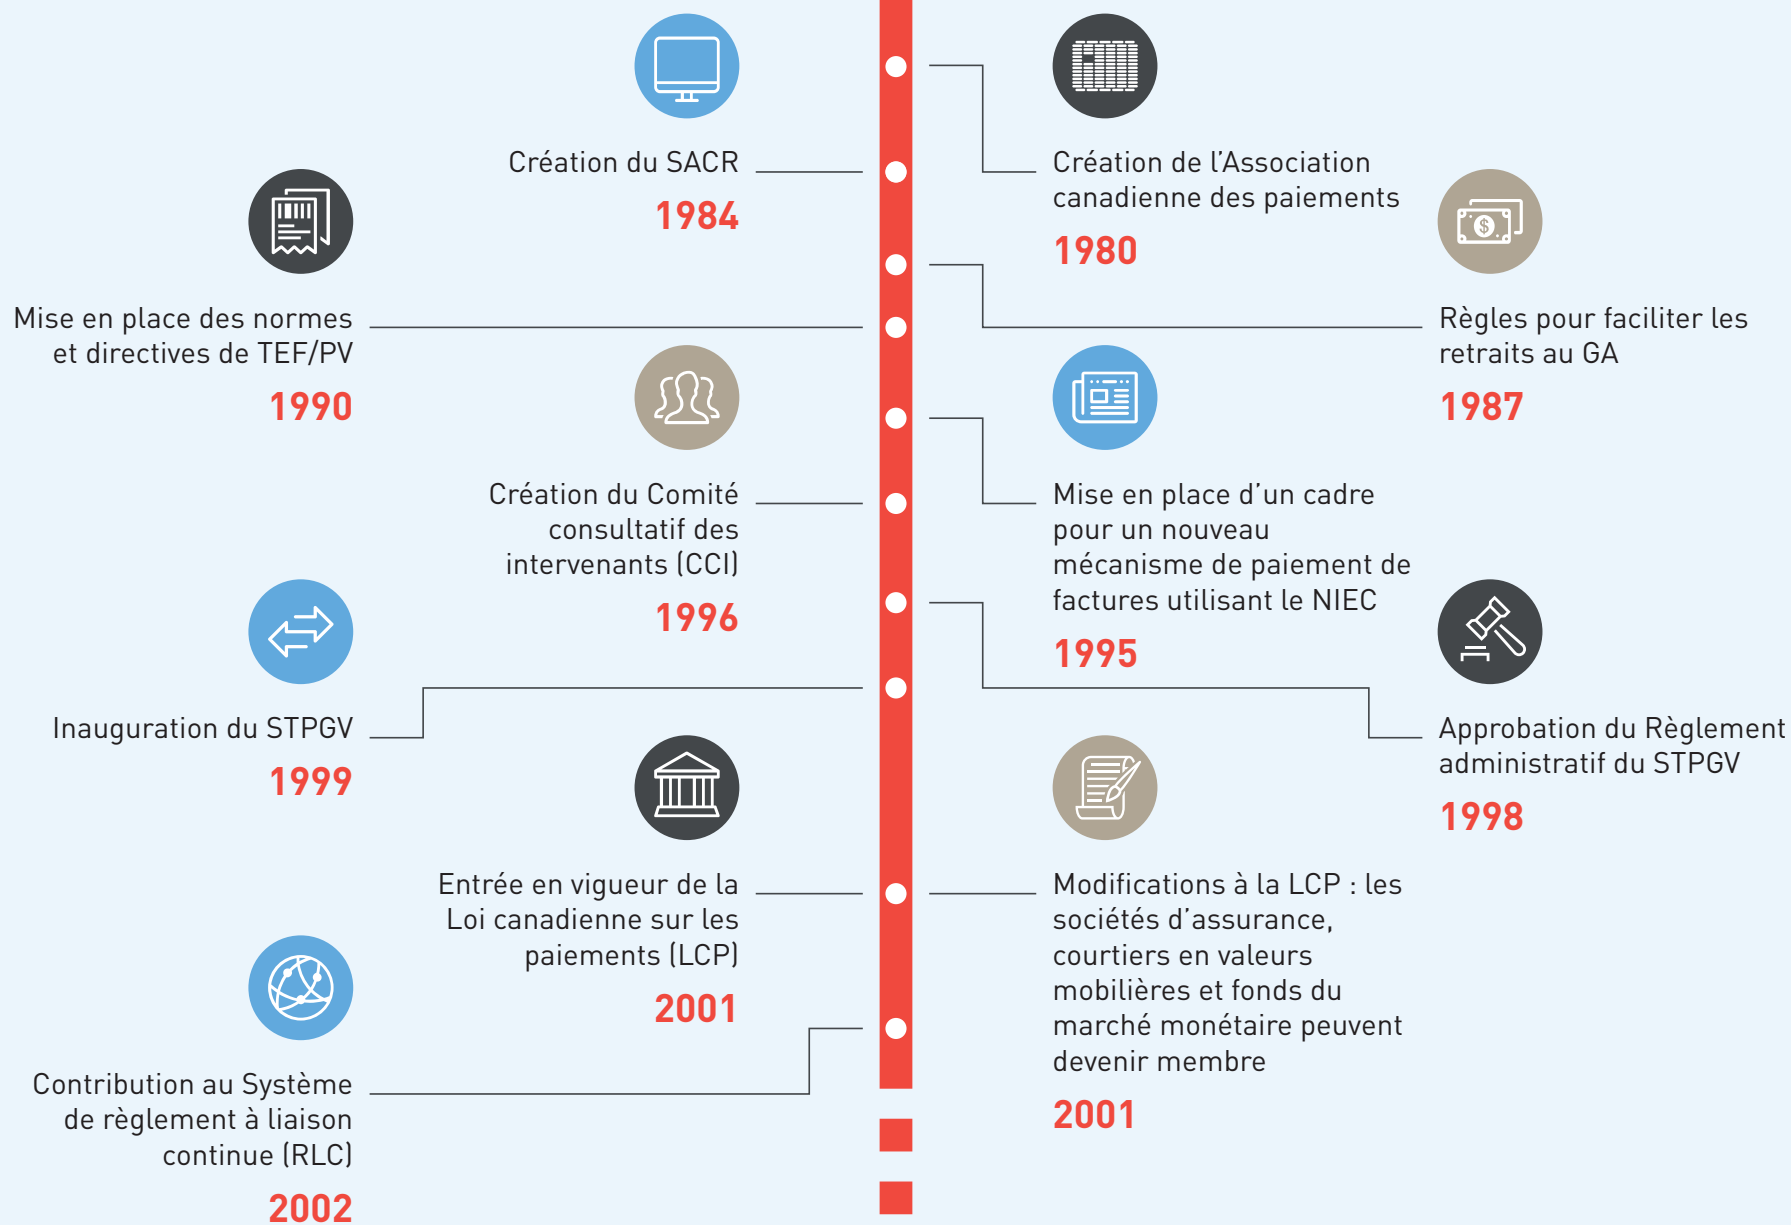 Création de l’Association
canadienne des paiements
1980
Création du SACR
1984
Règles pour faciliter les
retraits au GA
1987
Mise en place des normes
et directives de TEF/PV
1990
Mise en place d’un cadre
pour un nouveau
mécanisme de paiement de
factures utilisant le NIEC
1995
Création du Comité
consultatif des
intervenants (CCI)
1996
Approbation du Règlement
administratif du STPGV
1998
Inauguration du STPGV
1999
Entrée en vigueur de la
Loi canadienne sur les
paiements (LCP)
2001
Modifications à la LCP : les
sociétés d’assurance,
courtiers en valeurs
mobilières et fonds du
marché monétaire peuvent
devenir membre
2001
Contribution au Système
de règlement à liaison
continue (RLC)
2002